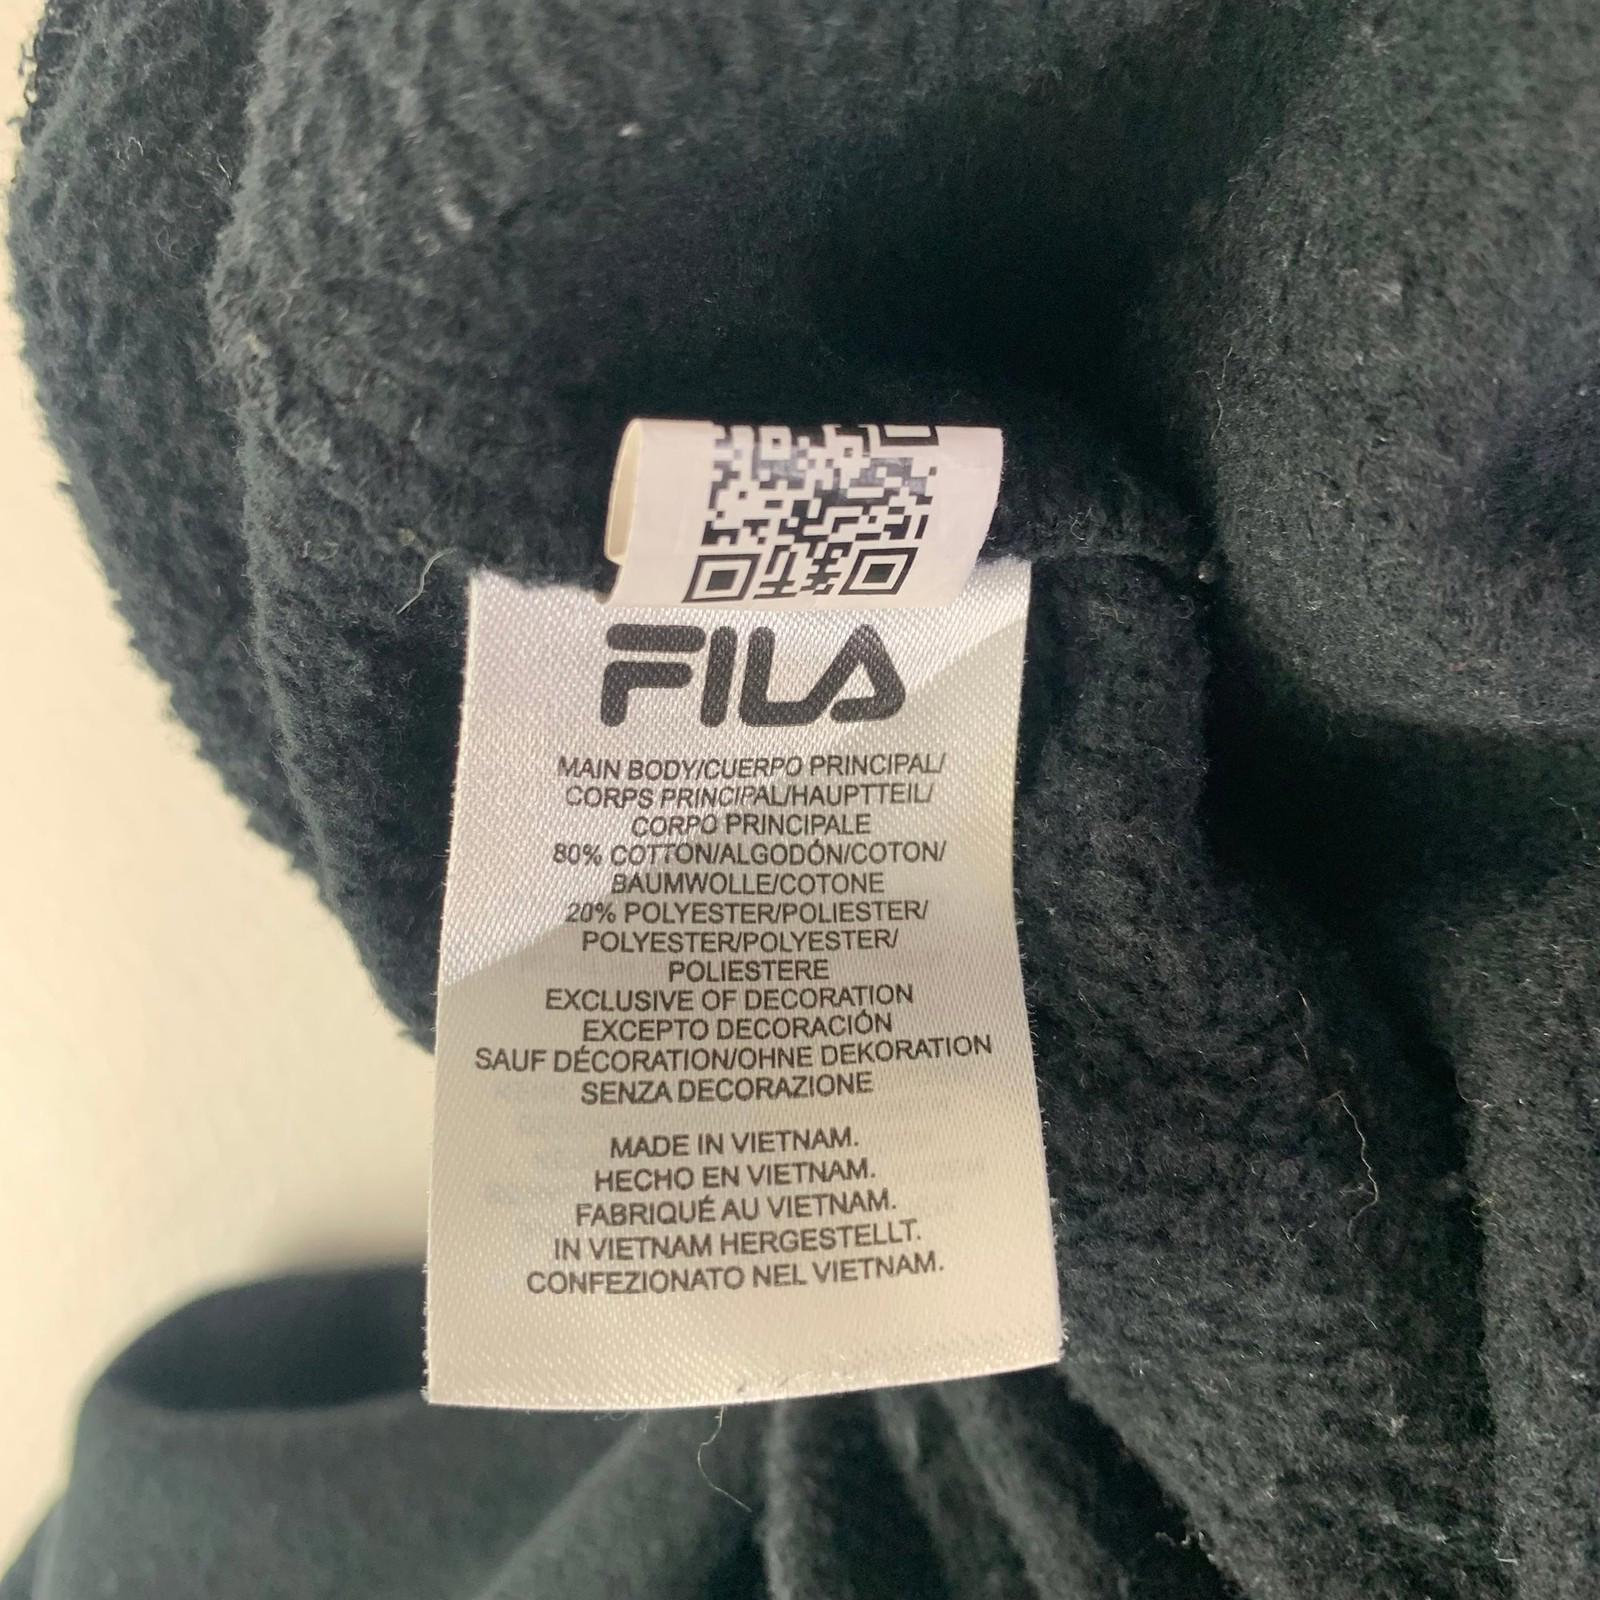 FILA
MAIN BODY/CUERPO PRINCIPAL/
CORPS PRINCIPAL/HAUPTTEIL/
CORPO PRINCIPALE
80% COTTON/ALGODÓN/COTON/
BAUMWOLLE/COTONE
20% POLYESTER/POLIESTER/
POLYESTER/POLYESTER/
POLIESTERE
EXCLUSIVE OF DECORATION
EXCEPTO DECORACIÓN
SAUF DÉCORATION/OHNE DEKORATION
SENZA DECORAZIONE
MADE IN VIETNAM.
HECHO EN VIETNAM.
FABRIQUÉ AU VIETNAM.
IN VIETNAM HERGESTELLT.
CONFEZIONATO NEL VIETNAM.